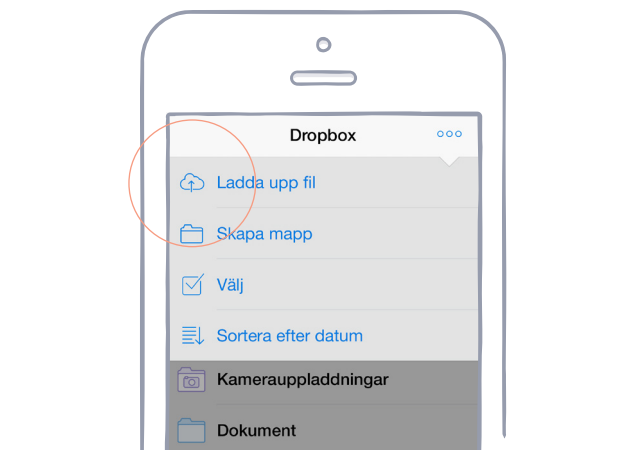 Dropbox
Ladda upp fil
Skapa mapp
Välj
Sortera efter datum
Kamerauppladdningar
Dokument